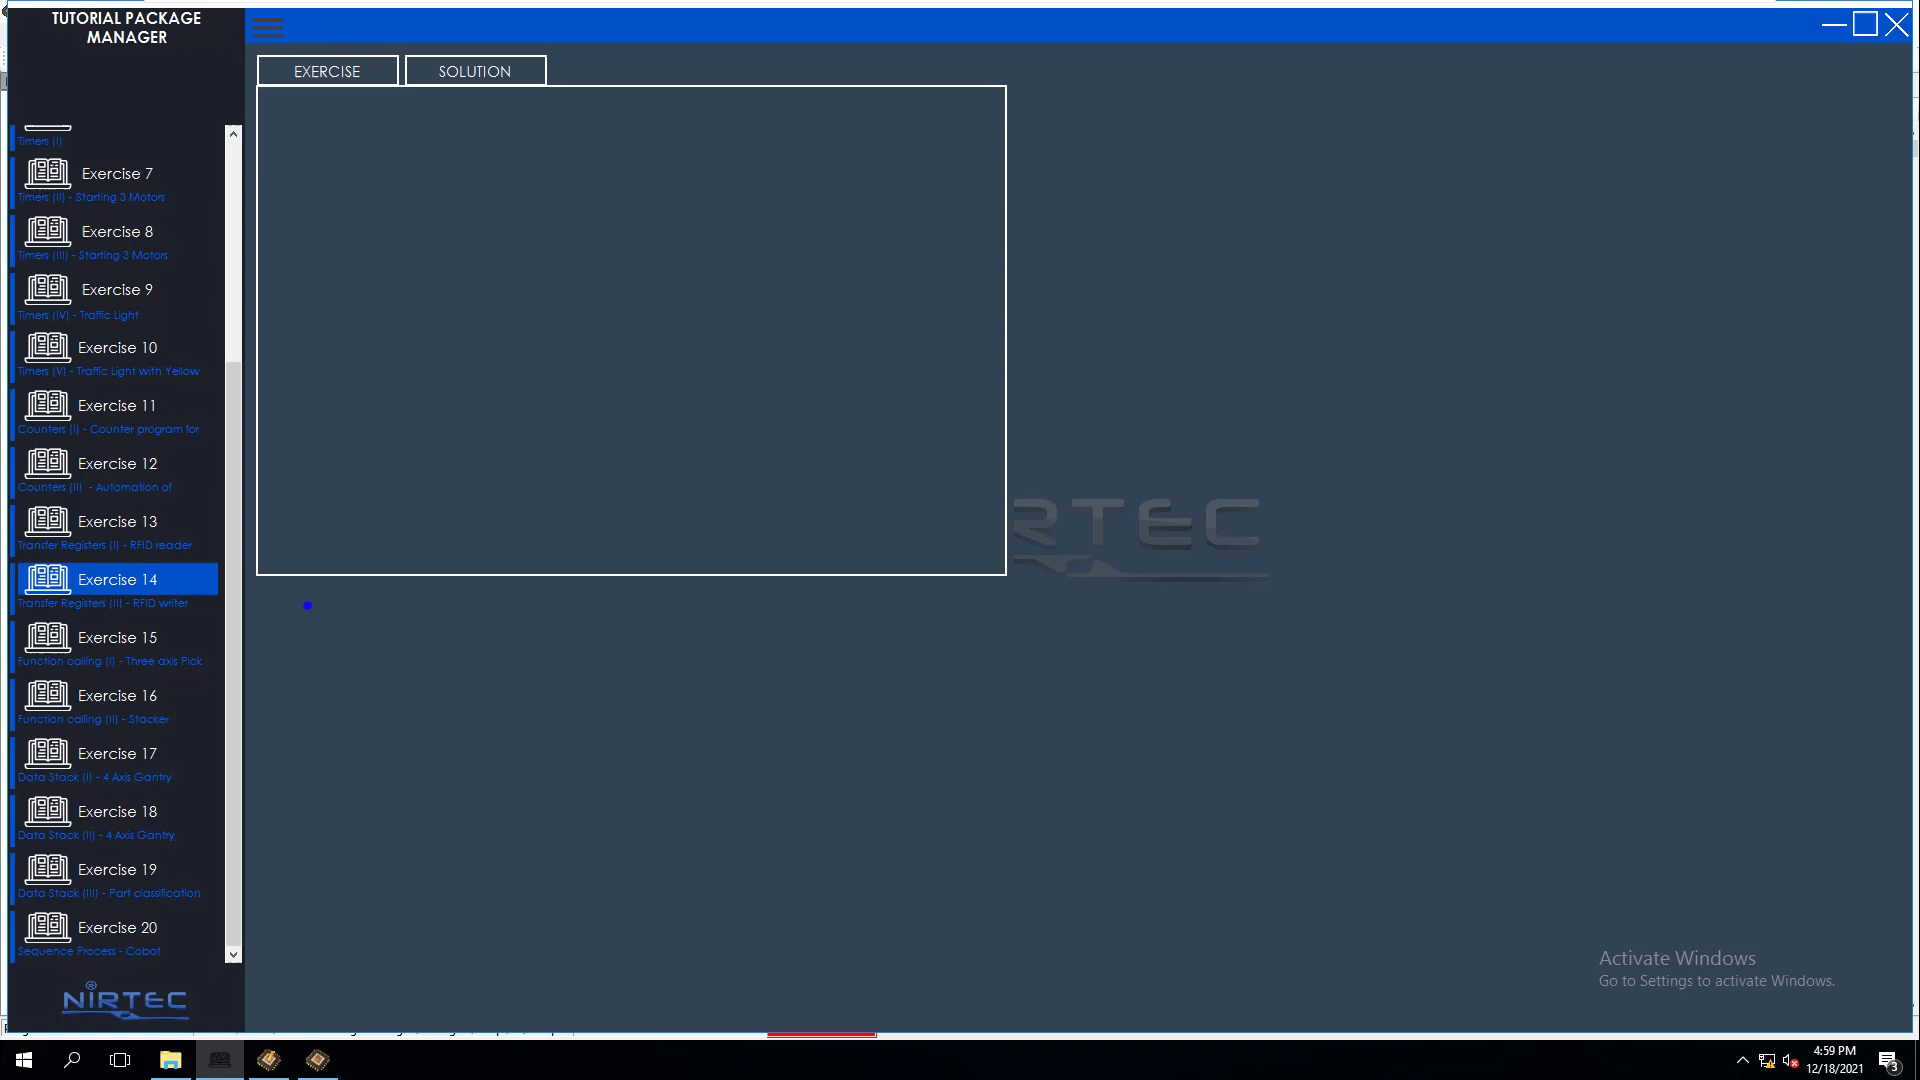 TUTORIAL PACKAGE
MANAGER
EXERCISE
SOLUTION
Timers (I)
Exercise 7
Timers (II) - Starting 3 Motors
Exercise 8
Timers (III) - Starting 3 Motors
Exercise 9
Timers (IV) - Traffic Light
Exercise 10
Timers (V) - Traffic Light with Yellow
Exercise 11
Counters (I) - Counter program for
Exercise 12
Counters (II) - Automation of
Exercise 13
Transfer Registers (I) - RFID reader
Exercise 14
Transfer Registers (II) - RFID writer
Exercise 15
Function calling (I) - Three axis Pick
Exercise 16
Function calling (II) - Stacker
Exercise 17
Data Stack (I) - 4 Axis Gantry
Exercise 18
Data Stack (II) - 4 Axis Gantry
Exercise 19
Data Stack (III) - Part classification
Exercise 20
Sequence Process - Cobot
NIRTEC
RTEC
Activate Windows
Go to Settings to activate Windows.
4:59 PM
12/18/2021
3